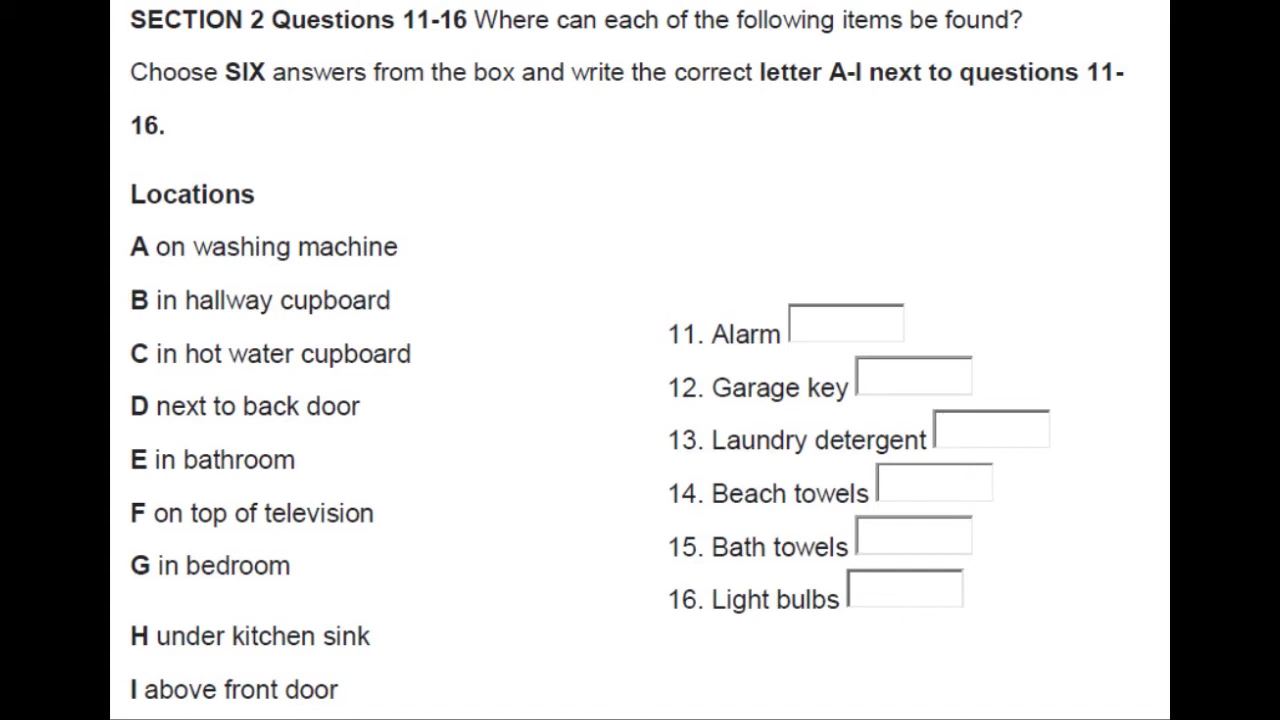 SECTION 2 Questions 11-16 Where can each of the following items be found?
Choose SIX answers from the box and write the correct letter A-I next to questions 11-
16.
Locations
A on washing machine
B in hallway cupboard
C in hot water cupboard
D next to back door
E in bathroom
F on top of television
G in bedroom
H under kitchen sink
I above front door
11. Alarm
12. Garage key
13. Laundry detergent
14. Beach towels
15. Bath towels
16. Light bulbs